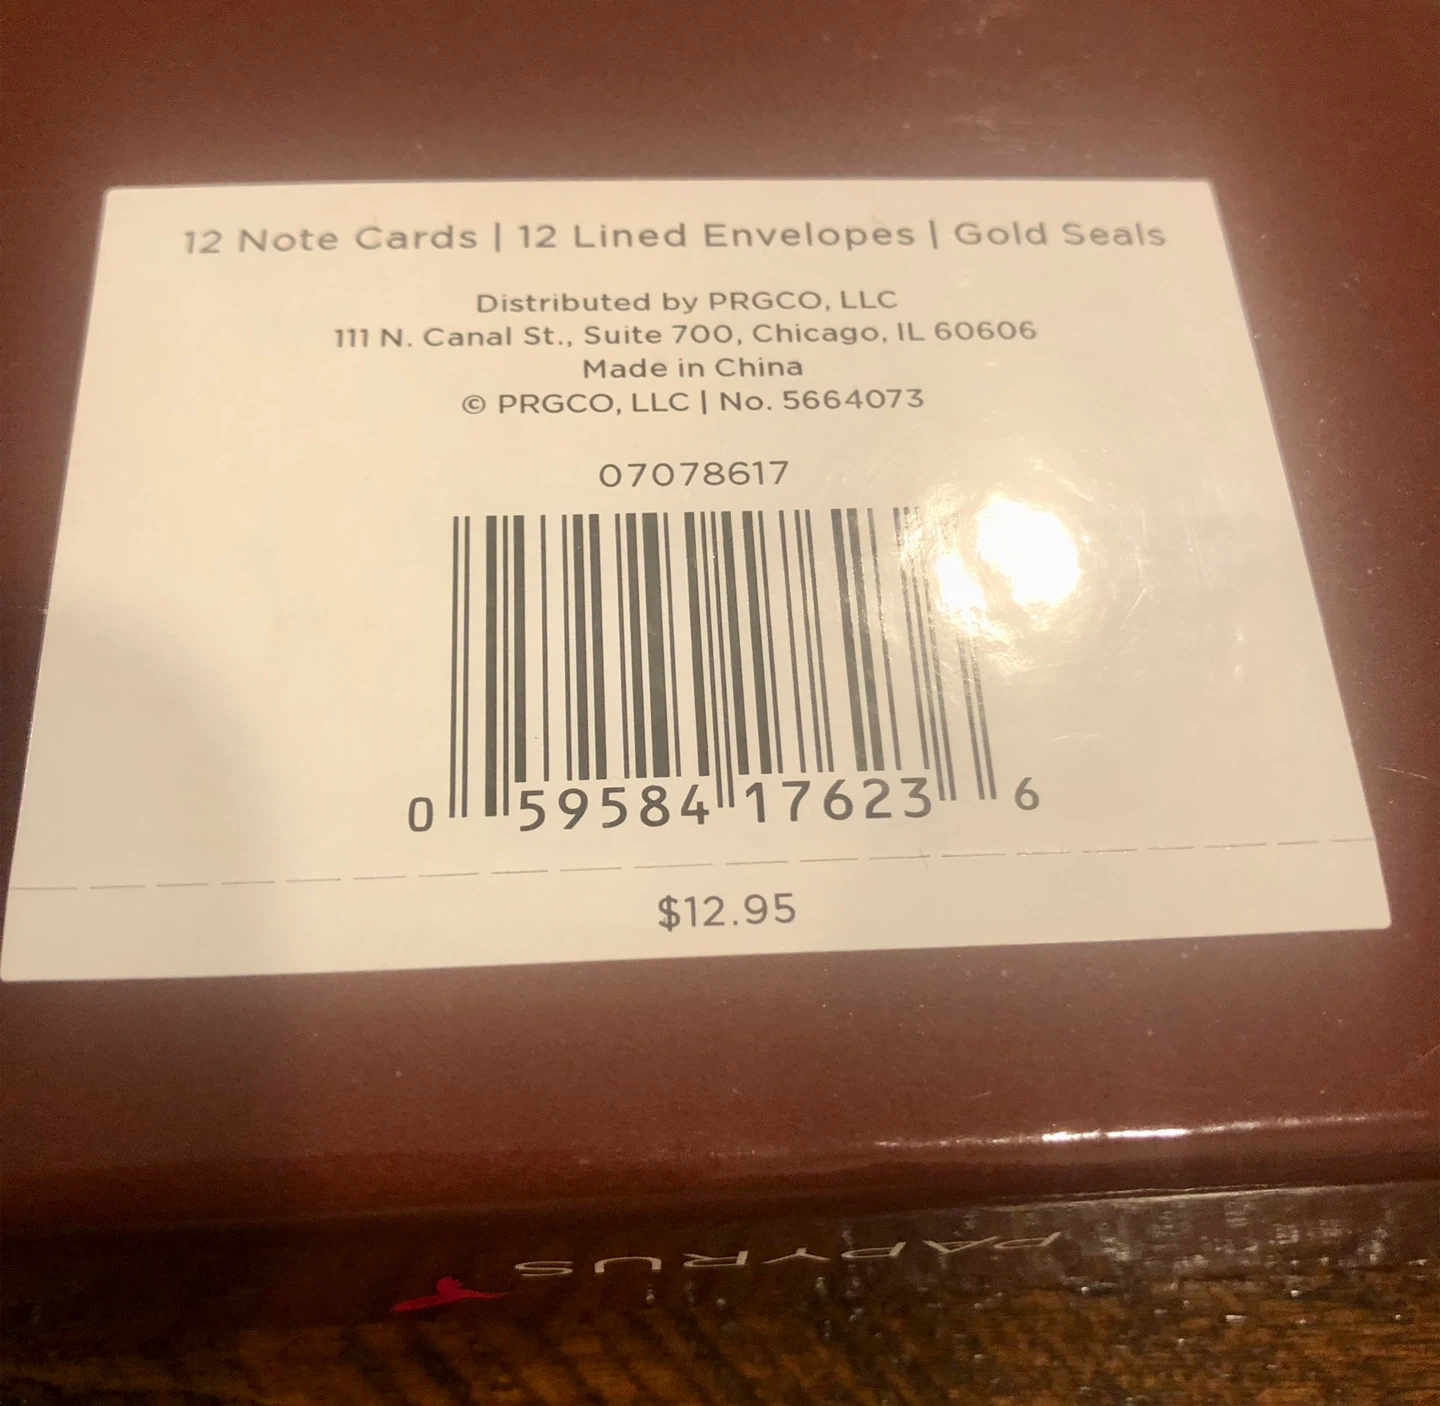 12 Note Cards | 12 Lined Envelopes | Gold Seals
Distributed by PRGCO, LLC
111 N. Canal St., Suite 700, Chicago, IL 60606
Made in China
© PRGCO, LLC | No. 5664073
07078617
0 59584 17623 6
$12.95
PAPYRUS